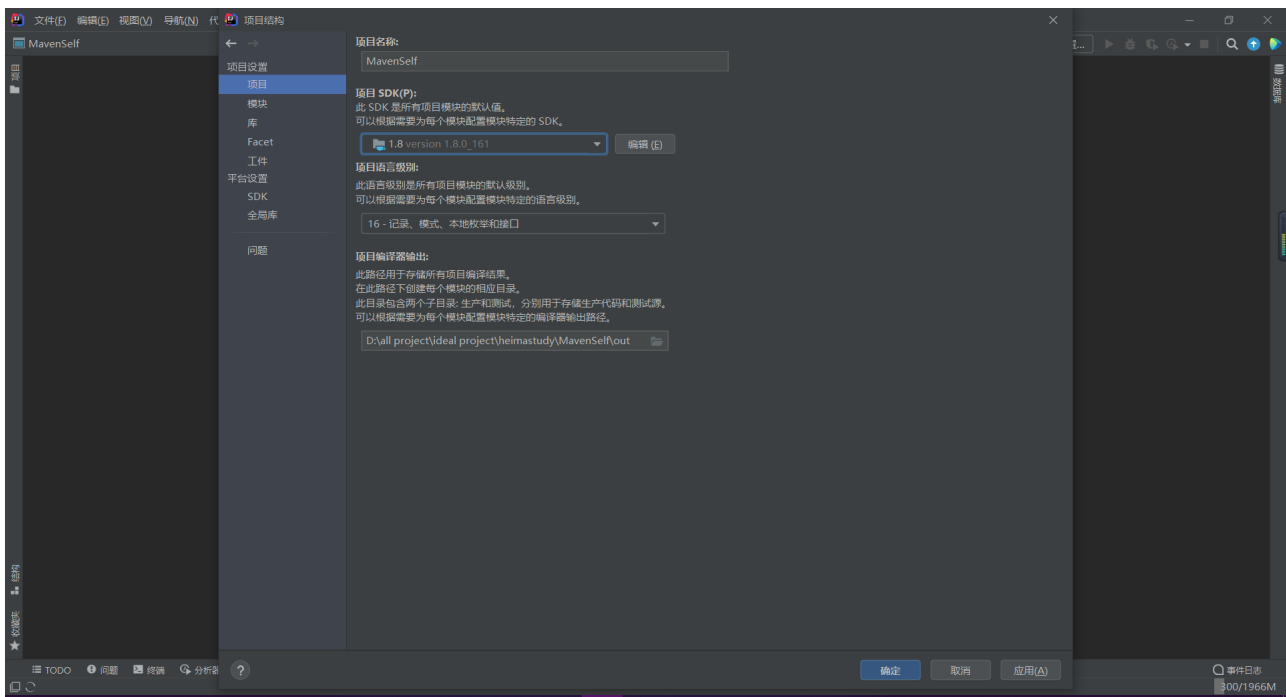 文件(F) 编辑(E) 视图(V) 导航(N) 代
项目结构
MavenSelf
项目
结构
收藏夹
项目设置
项目
模块
库
Facet
工件
平台设置
SDK
全局库
问题
项目名称:
MavenSelf
项目 SDK(P):
此 SDK 是所有项目模块的默认值。
可以根据需要为每个模块配置模块特定的 SDK。
1.8 version 1.8.0_161
编辑 (E)
项目语言级别:
此语言级别是所有项目模块的默认级别。
可以根据需要为每个模块配置模块特定的语言级别。
16 - 记录、模式、本地枚举和接口
项目编译器输出:
此路径用于存储所有项目编译结果。
在此路径下创建每个模块的相应目录。
此目录包含两个子目录: 生产和测试，分别用于存储生产代码和测试源。
可以根据需要为每个模块配置模块特定的编译器输出路径。
D:\all project\ideal project\heimastudy\MavenSelf\out
数据库
确定
取消
应用(A)
TODO 问题 终端 分析器
事件日志
300/1966M